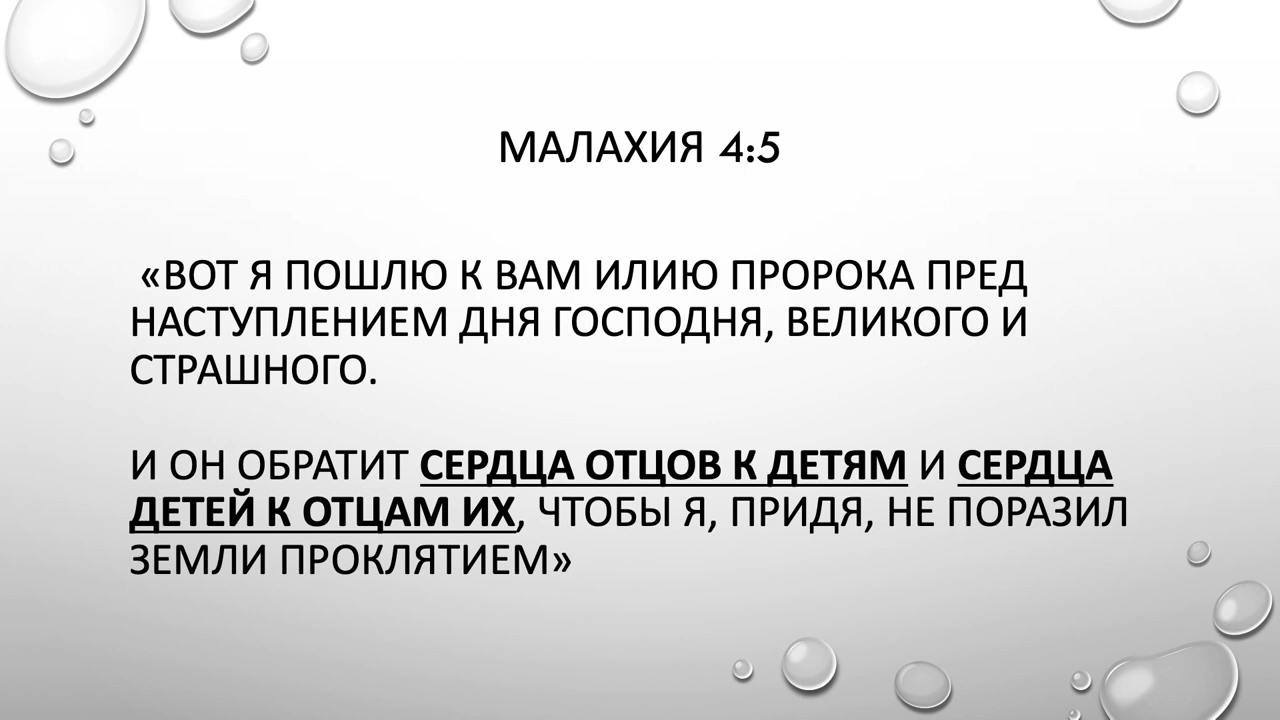 МАЛАХИЯ 4:5
«ВОТ Я ПОШЛЮ К ВАМ ИЛИЮ ПРОРОКА ПРЕД
НАСТУПЛЕНИЕМ ДНЯ ГОСПОДНЯ, ВЕЛИКОГО И
СТРАШНОГО.
И ОН ОБРАТИТ СЕРДЦА ОТЦОВ К ДЕТЯМ И СЕРДЦА
ДЕТЕЙ К ОТЦАМ ИХ, ЧТОБЫ Я, ПРИДЯ, НЕ ПОРАЗИЛ
ЗЕМЛИ ПРОКЛЯТИЕМ»